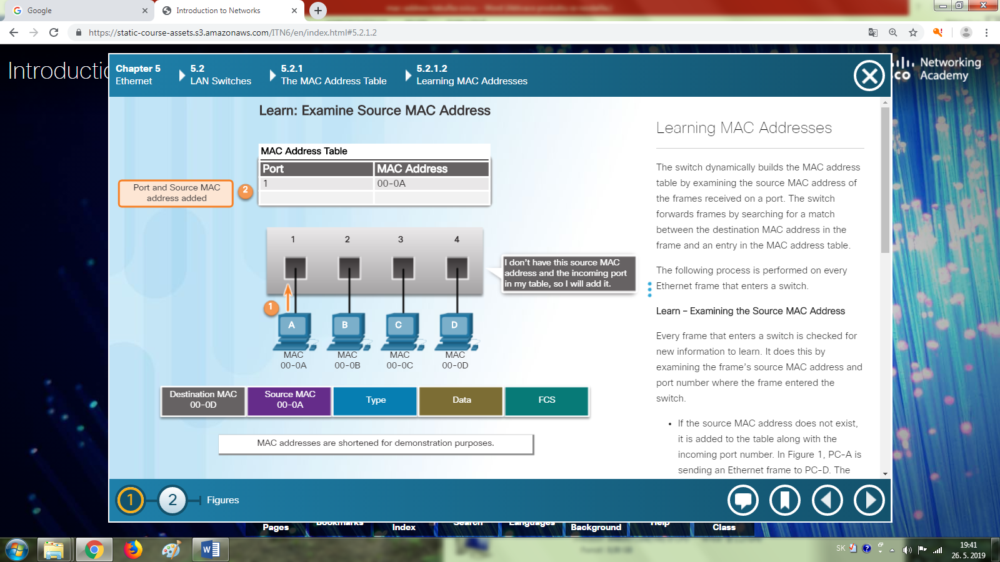 Google
Introduction to Networks
https://static-course-assets.s3.amazonaws.com/ITN6/en/index.html#5.2.1.2
Networking
Academy
Chapter 5
Ethernet
5.2
LAN Switches
5.2.1
The MAC Address Table
5.2.1.2
Learning MAC Addresses
Learn: Examine Source MAC Address
MAC Address Table
Port MAC Address
1 00-0A
Port and Source MAC
address added
2
1 2 3 4
I don't have this source MAC
address and the incoming port
in my table, so I will add it.
1
A B C D
MAC MAC MAC MAC
00-0A 00-0B 00-0C 00-0D
Destination MAC
00-0D
Source MAC
00-0A
Type
Data
FCS
MAC addresses are shortened for demonstration purposes.
Learning MAC Addresses
The switch dynamically builds the MAC address
table by examining the source MAC address of
the frames received on a port. The switch
forwards frames by searching for a match
between the destination MAC address in the
frame and an entry in the MAC address table.
The following process is performed on every
Ethernet frame that enters a switch.
Learn – Examining the Source MAC Address
Every frame that enters a switch is checked for
new information to learn. It does this by
examining the frame's source MAC address and
port number where the frame entered the
switch.
• If the source MAC address does not exist,
it is added to the table along with the
incoming port number. In Figure 1, PC-A is
sending an Ethernet frame to PC-D. The
1 2 Figures
Pages Bookmarks Index Search Languages Background Help Class
SK
19:41
26. 5. 2019